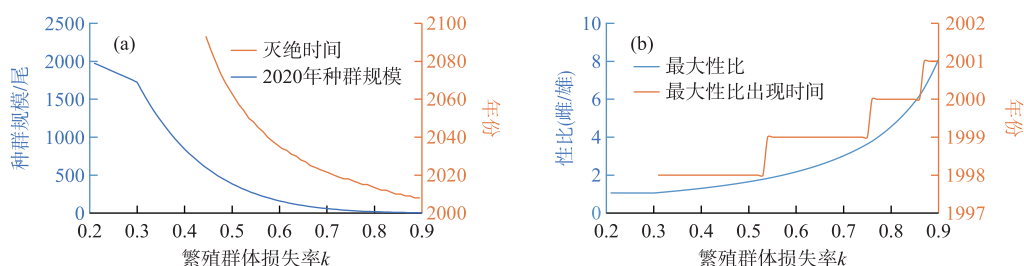 2500
2000
1500
1000
500
0
种群规模/尾
(a)
灭绝时间
2020年种群规模
2100
2080
2060
2040
2020
2000
年份
0.2 0.3 0.4 0.5 0.6 0.7 0.8 0.9
繁殖群体损失率k
10
8
6
4
2
0
性比(雌/雄)
(b)
最大性比
最大性比出现时间
2002
2001
2000
1999
1998
1997
年份
0.2 0.3 0.4 0.5 0.6 0.7 0.8 0.9
繁殖群体损失率k